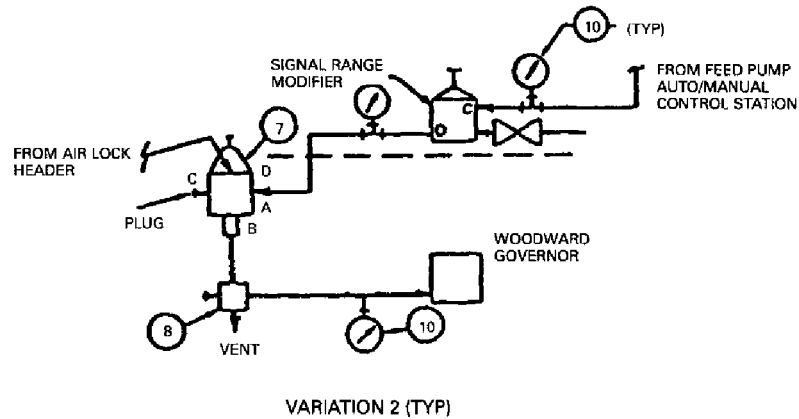 10 (TYP)
SIGNAL RANGE
MODIFIER
C
O
FROM FEED PUMP
AUTO/MANUAL
CONTROL STATION
7
FROM AIR LOCK
HEADER
C
D
A
PLUG
B
WOODWARD
GOVERNOR
8
VENT
10
VARIATION 2 (TYP)